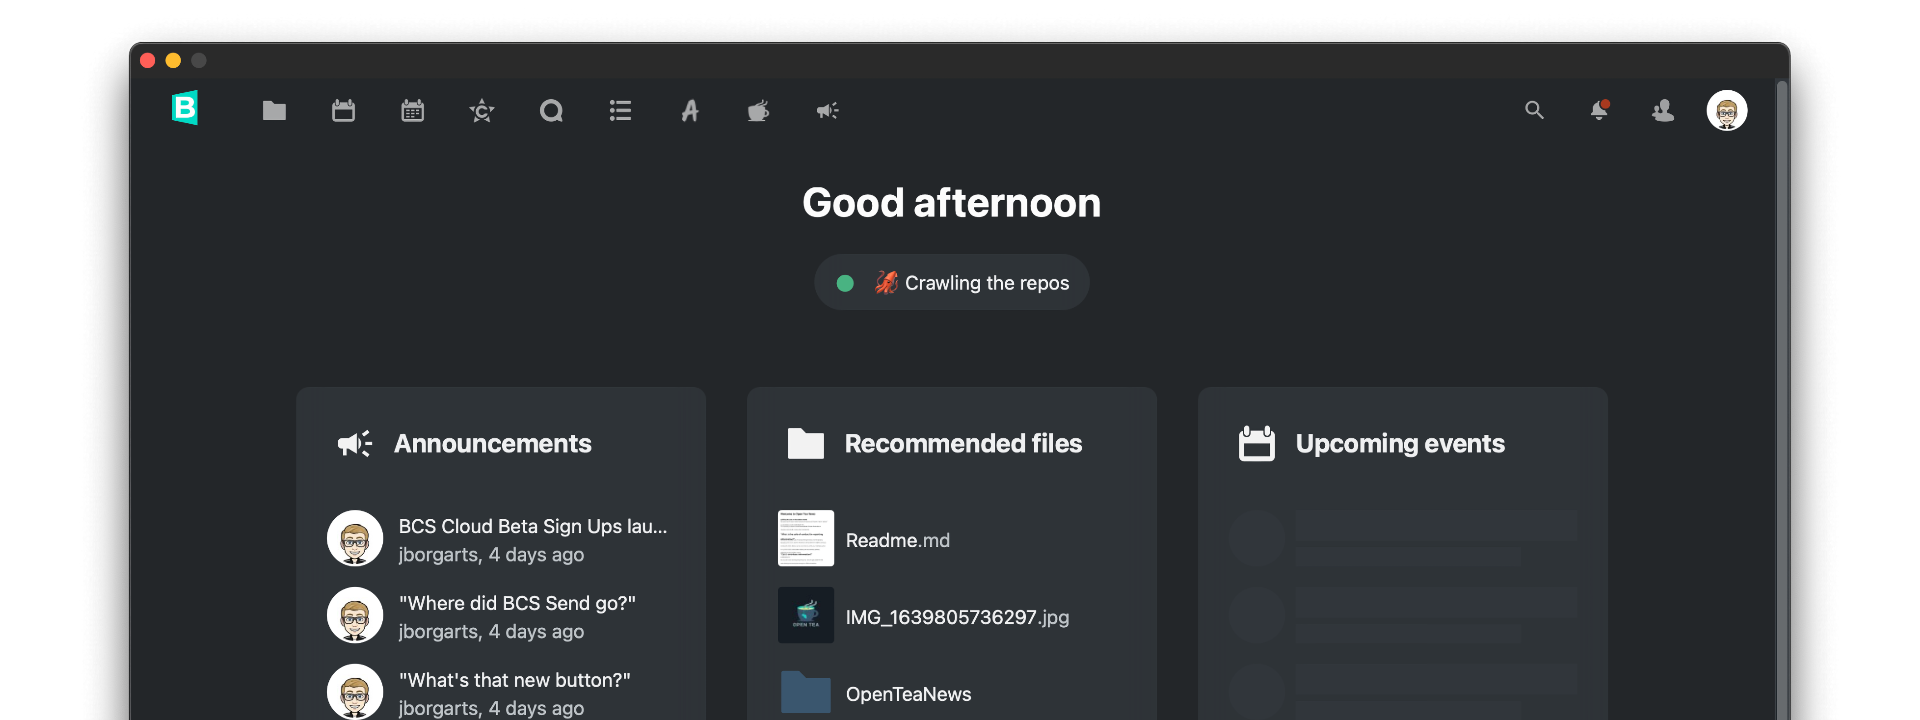 B
Good afternoon
Crawling the repos
Announcements
BCS Cloud Beta Sign Ups lau...
jborgarts, 4 days ago
"Where did BCS Send go?"
jborgarts, 4 days ago
"What's that new button?"
jborgarts, 4 days ago
Recommended files
Readme.md
OPEN TEA
IMG_1639805736297.jpg
OpenTeaNews
Upcoming events